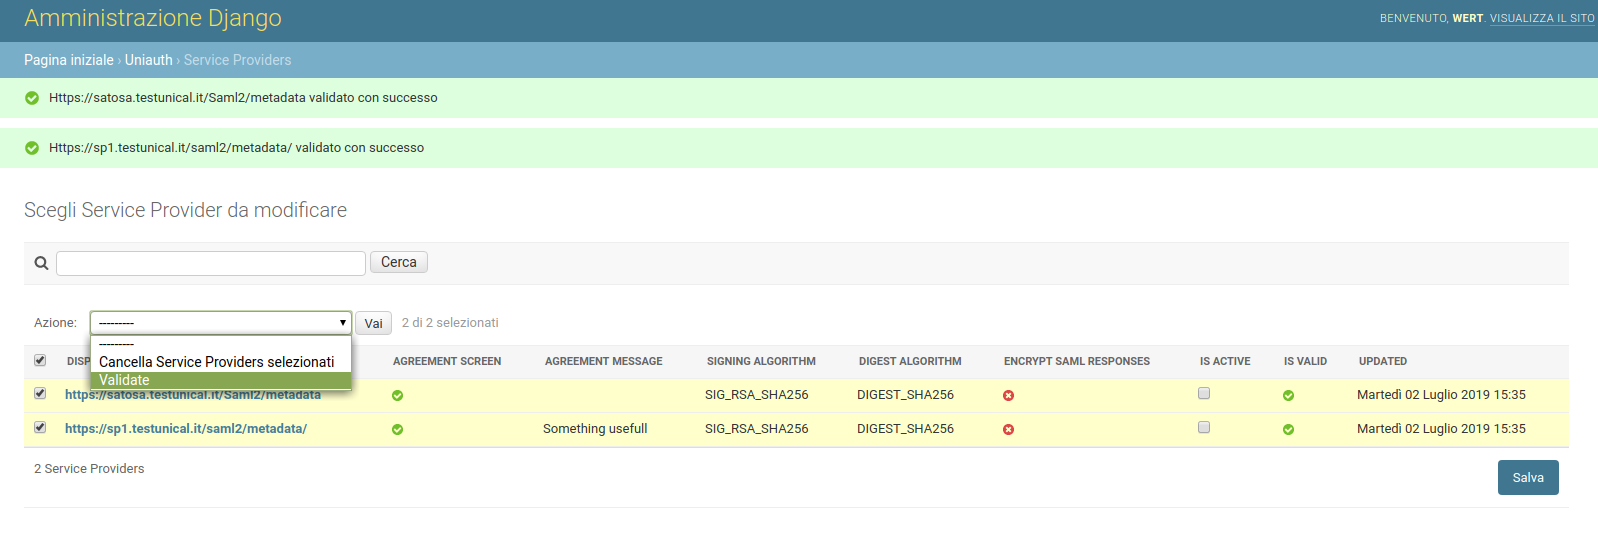 Amministrazione Django
BENVENUTO, WERT. VISUALIZZA IL SITO
Pagina iniziale › Uniauth › Service Providers
Https://satosa.testunical.it/Saml2/metadata validato con successo
Https://sp1.testunical.it/saml2/metadata/ validato con successo
Scegli Service Provider da modificare
Cerca
Azione: --------- Vai 2 di 2 selezionati
---------
Cancella Service Providers selezionati
Validate
AGREEMENT SCREEN AGREEMENT MESSAGE SIGNING ALGORITHM DIGEST ALGORITHM ENCRYPT SAML RESPONSES IS ACTIVE IS VALID UPDATED
https://satosa.testunical.it/Saml2/metadata SIG_RSA_SHA256 DIGEST_SHA256 Martedì 02 Luglio 2019 15:35
https://sp1.testunical.it/saml2/metadata/ Something usefull SIG_RSA_SHA256 DIGEST_SHA256 Martedì 02 Luglio 2019 15:35
2 Service Providers
Salva